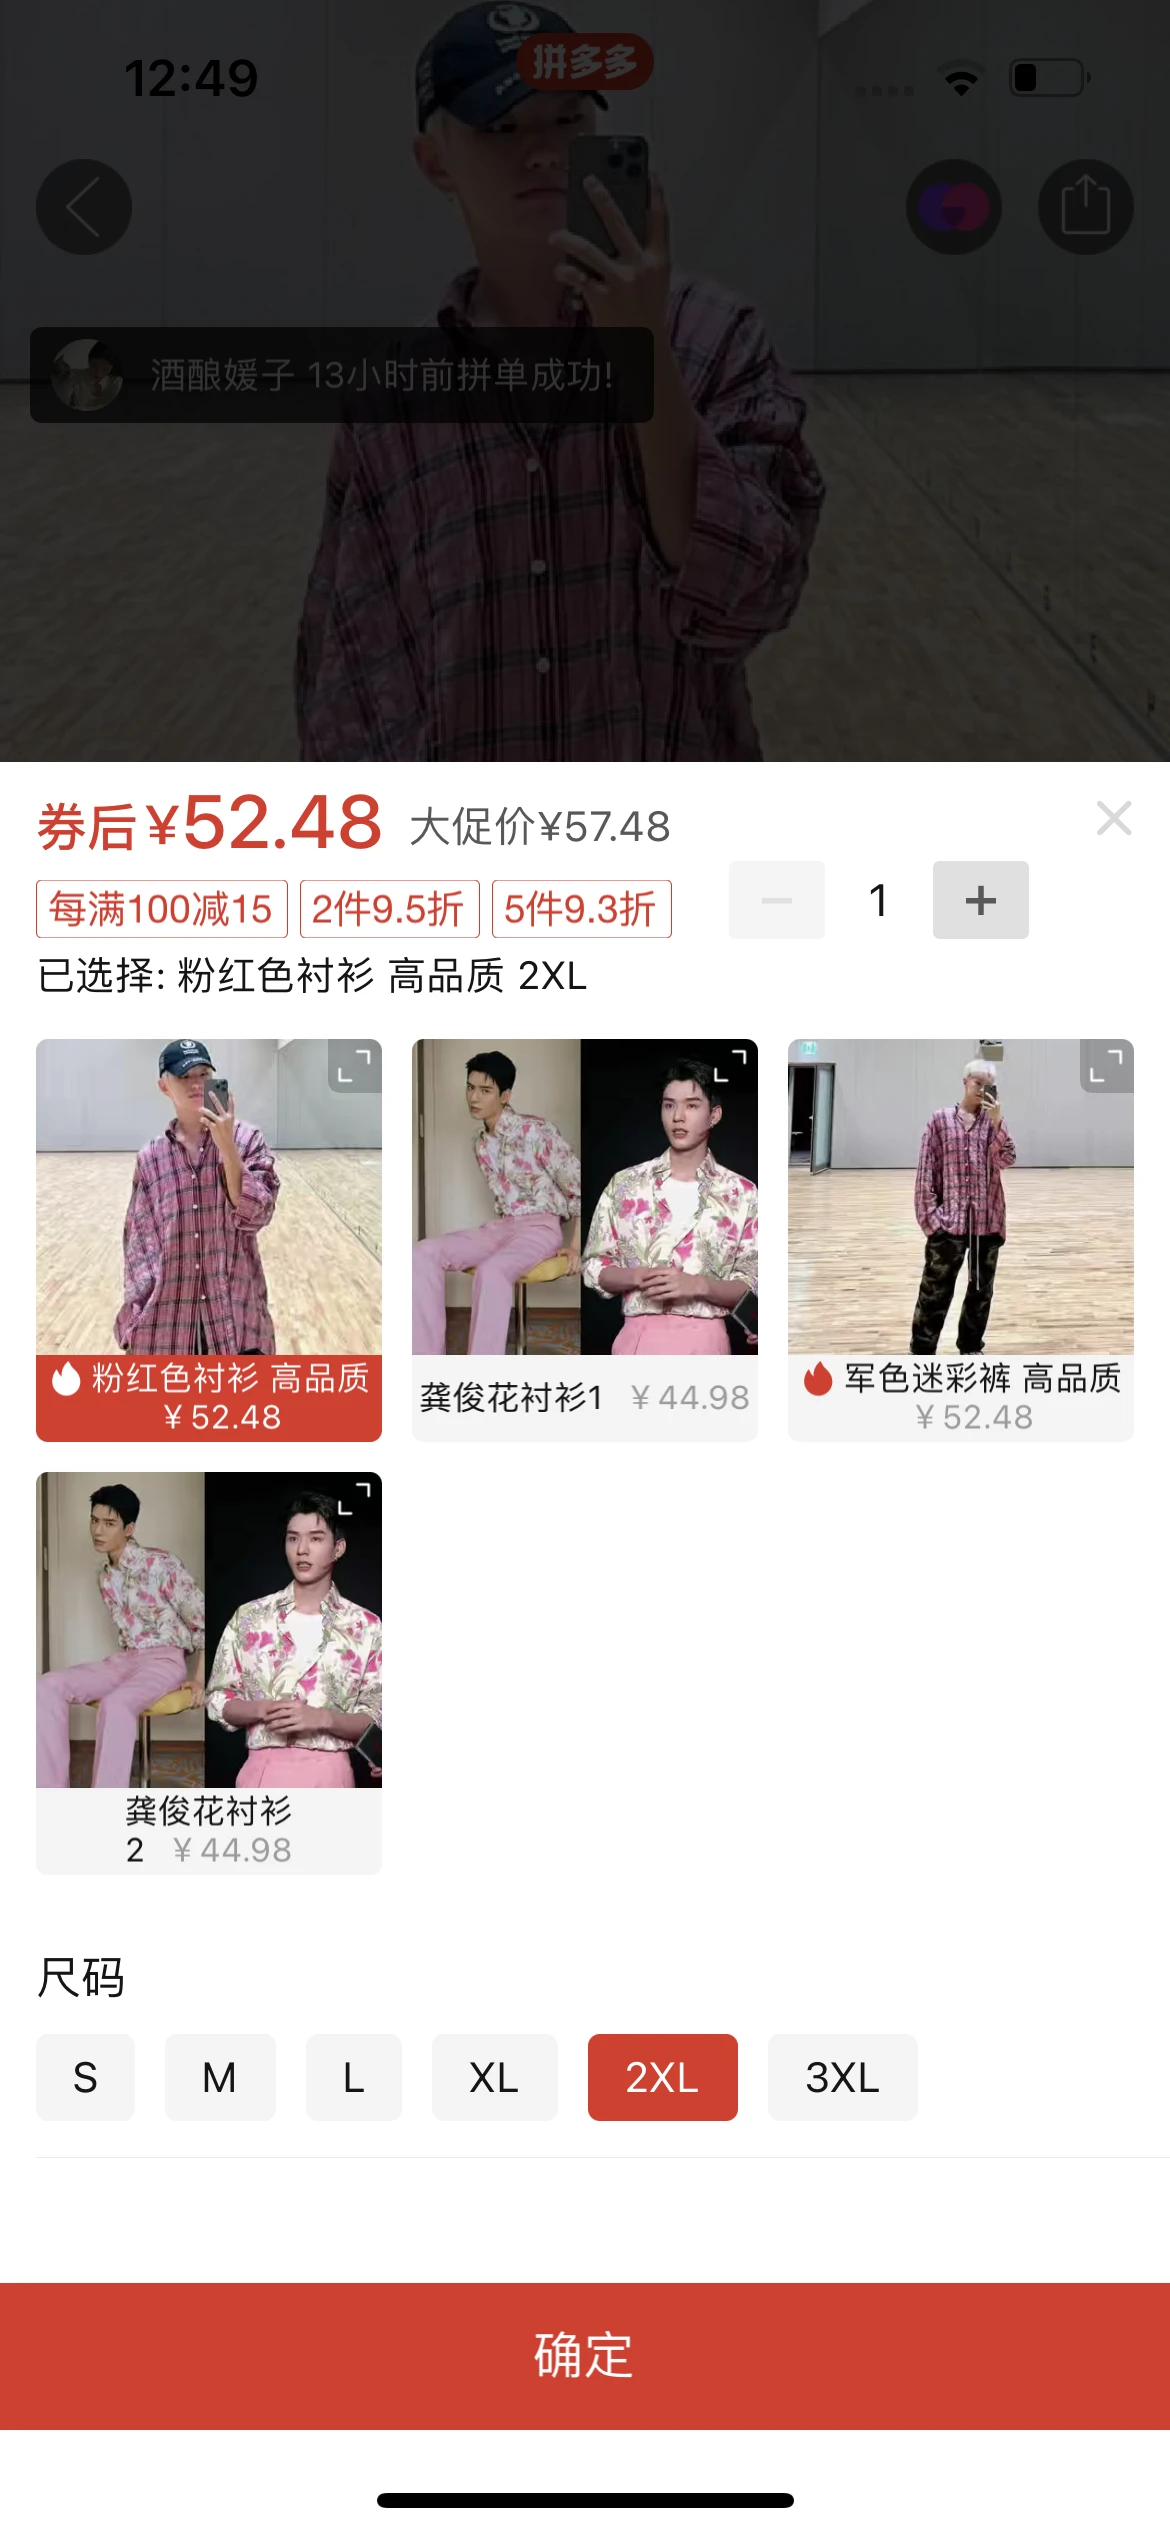 12:49
拼多多
酒酿媛子 13小时前拼单成功!
券后¥52.48 大促价¥57.48
每满100减15 2件9.5折 5件9.3折
1
已选择: 粉红色衬衫 高品质 2XL
粉红色衬衫 高品质
¥52.48
龚俊花衬衫1 ¥44.98
军色迷彩裤 高品质
¥52.48
龚俊花衬衫
2 ¥44.98
尺码
S M L XL 2XL 3XL
确定